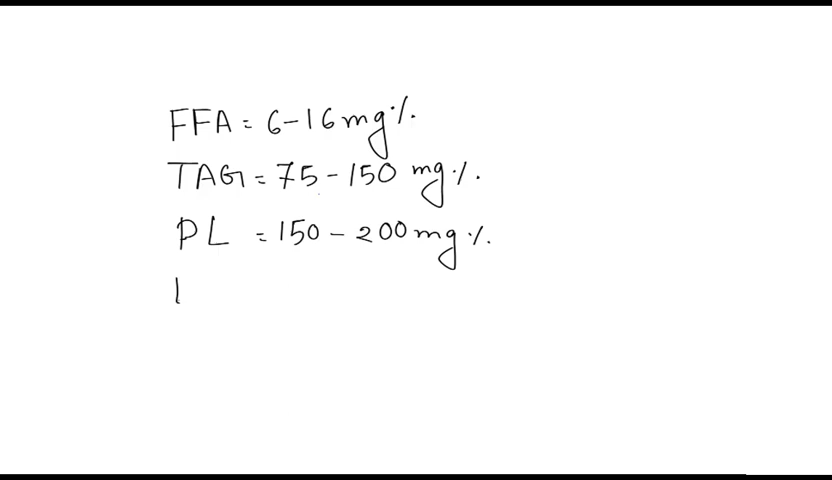 FFA = 6-16 mg%.
TAG = 75-150 mg%.
PL = 150-200 mg%.